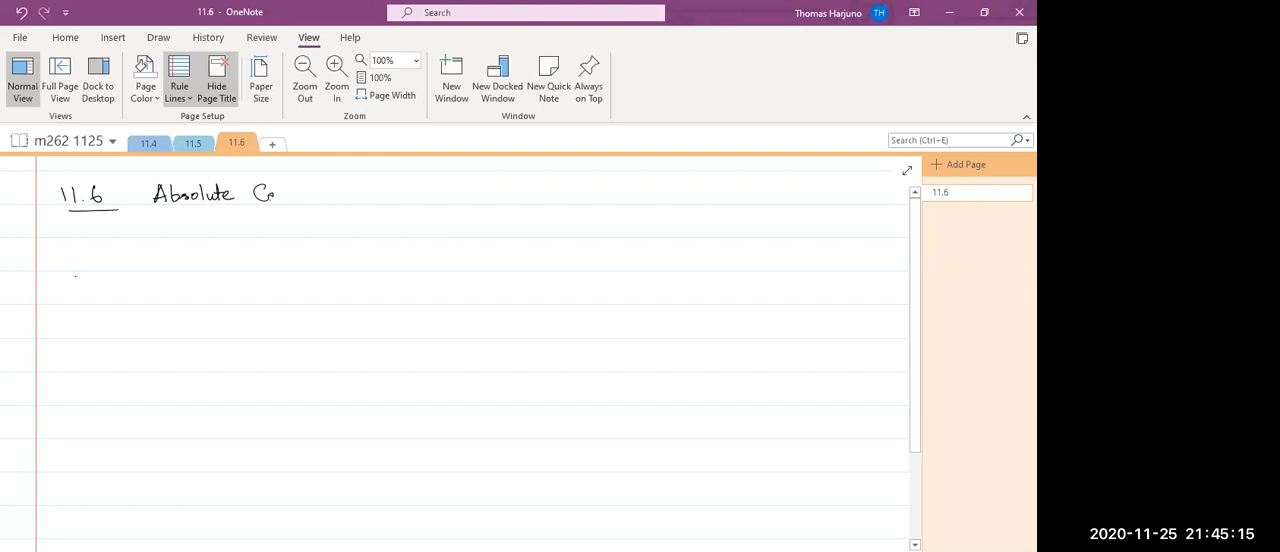 11.6 - OneNote
Search
Thomas Harjuno
TH
File Home Insert Draw History Review View Help
100%
100%
Page Width
Normal View
Full Page View
Dock to Desktop
Page Color
Rule Lines
Hide Page Title
Paper Size
Zoom Out
Zoom In
New Window
New Docked Window
New Quick Note
Always on Top
Views
Page Setup
Zoom
Window
m262 1125
11.4
11.5
11.6
Search (Ctrl+E)
Add Page
11.6
11.6 Absolute Co
2020-11-25 21:45:15